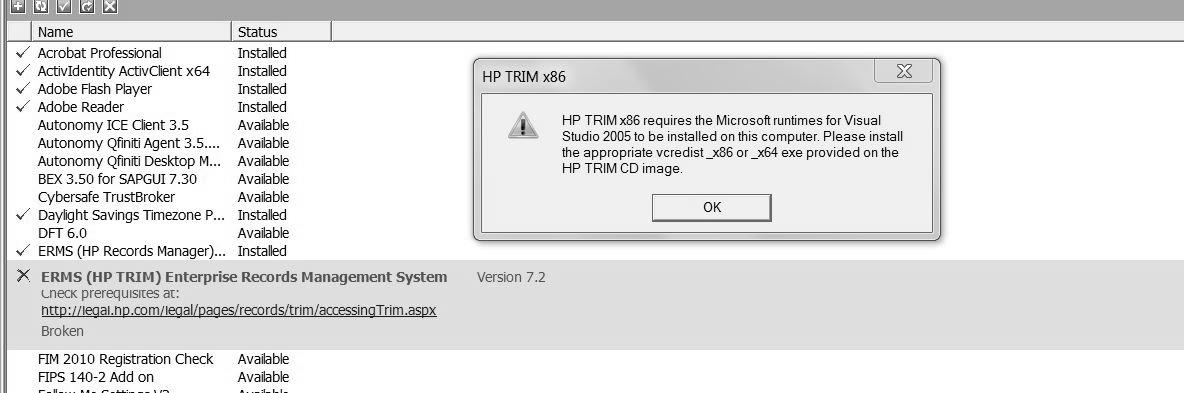 Name Status
Acrobat Professional Installed
ActivIdentity ActivClient x64 Installed
Adobe Flash Player Installed
Adobe Reader Installed
Autonomy ICE Client 3.5 Available
Autonomy Qfiniti Agent 3.5.... Available
Autonomy Qfiniti Desktop M... Available
BEX 3.50 for SAPGUI 7.30 Available
Cybersafe TrustBroker Available
Daylight Savings Timezone P... Installed
DFT 6.0 Available
ERMS (HP Records Manager)... Installed
ERMS (HP TRIM) Enterprise Records Management System Version 7.2
Check prerequisites at:
http://legal.hp.com/legal/pages/records/trim/accessingTrim.aspx
Broken
FIM 2010 Registration Check Available
FIPS 140-2 Add on Available
Follow Me Settings V2 Available
HP TRIM x86
HP TRIM x86 requires the Microsoft runtimes for Visual
Studio 2005 to be installed on this computer. Please install
the appropriate vcredist _x86 or _x64 exe provided on the
HP TRIM CD image.
OK